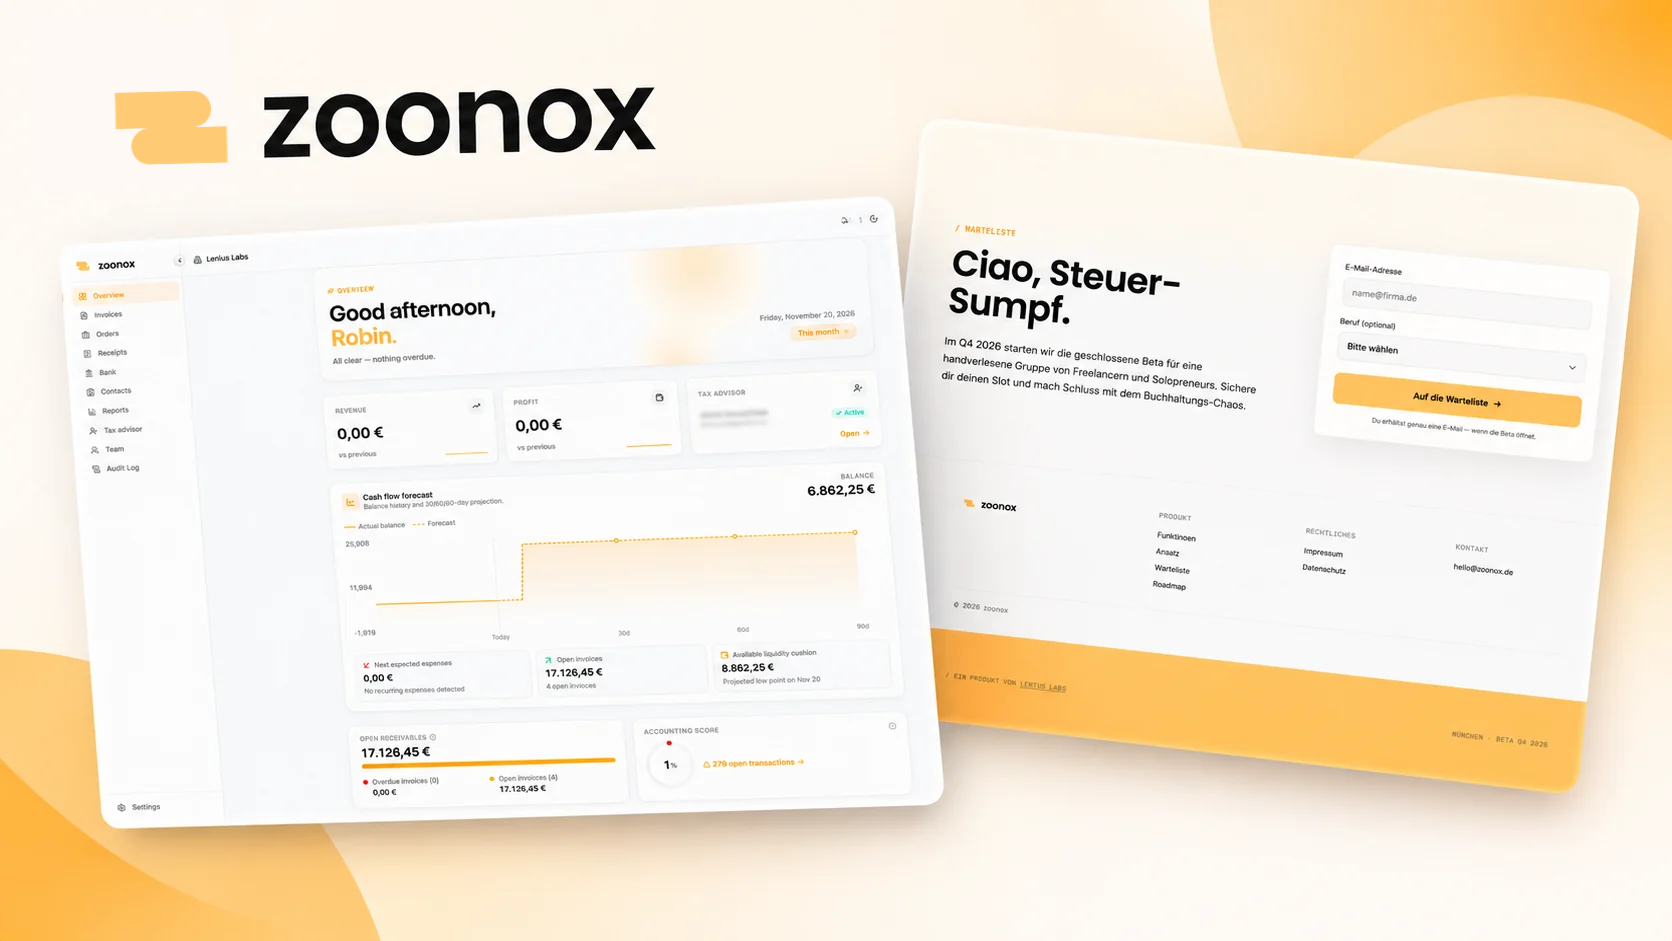 zoonox
zoonox
Lenius Labs
Overview
Invoices
Orders
Receipts
Bank
Contacts
Reports
Tax advisor
Team
Audit Log
Settings
OVERVIEW
Good afternoon,
Robin.
All clear — nothing overdue.
Friday, November 20, 2026
This month
REVENUE
0,00 €
vs previous
PROFIT
0,00 €
vs previous
TAX ADVISOR
Active
Open →
Cash flow forecast
Balance history and 30/60/60-day projection.
BALANCE
6.862,25 €
Actual balance
Forecast
25,908
11,994
-1,919
Today
30d
60d
90d
Next expected expenses
0,00 €
No recurring expenses detected
Open invoices
17.126,45 €
4 open invoices
Available liquidity cushion
8.862,25 €
Projected low point on Nov 20
OPEN RECEIVABLES
17.126,45 €
Overdue invoices (0)
0,00 €
Open invoices (4)
17.126,45 €
ACCOUNTING SCORE
1%
279 open transactions →
/ WARTELISTE
Ciao, Steuer-
Sumpf.
Im Q4 2026 starten wir die geschlossene Beta für eine
handverlesene Gruppe von Freelancern und Solopreneurs. Sichere
dir deinen Slot und mach Schluss mit dem Buchhaltungs-Chaos.
E-Mail-Adresse
name@firma.de
Beruf (optional)
Bitte wählen
Auf die Warteliste →
Du erhältst genau eine E-Mail — wenn die Beta öffnet.
zoonox
PRODUKT
Funktinoen
Ansatz
Warteliste
Roadmap
RECHTLICHES
Impressum
Datenschutz
KONTAKT
hello@zoonox.de
© 2026 zoonox
/ EIN PRODUKT VON LENTUS LABS
MÜNCHEN · BETA Q4 2026